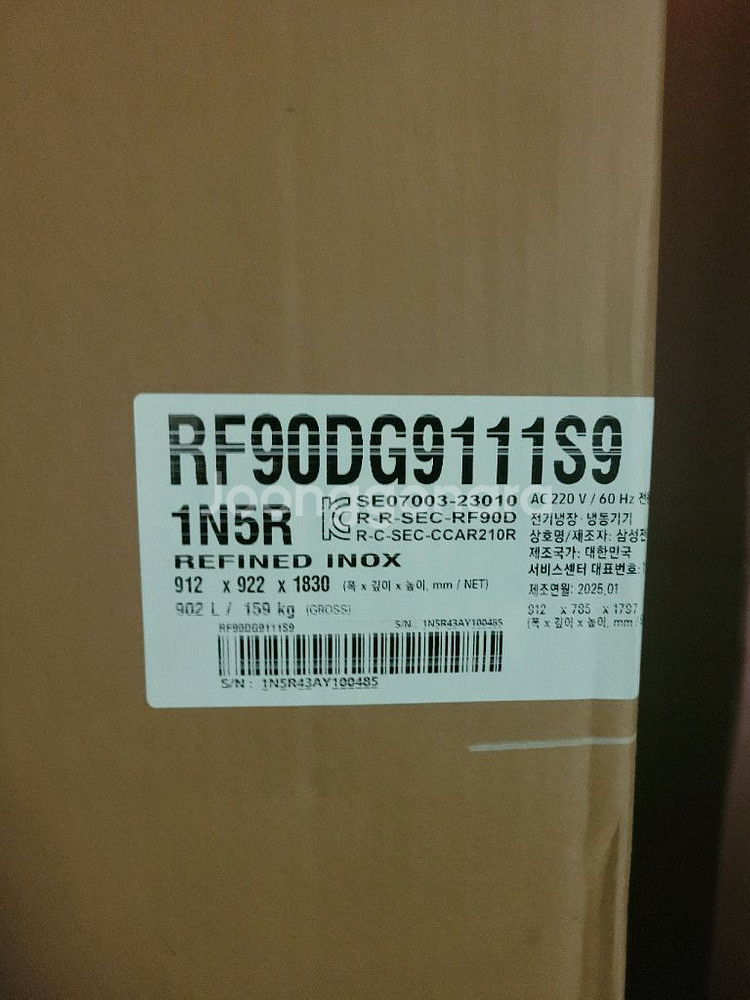 RF90DG9111S9
1N5R
SE07003-23010
R-R-SEC-RF90D
R-C-SEC-CCAR210R
REFINED INOX
912 x 922 x 1830 (폭 x 깊이 x 높이, mm / NET)
902 L / 159 kg (GROSS)
RF90DG9111S9 S/N : 1N5R43AY100485
S/N : 1N5R43AY100485
AC220 V / 60 Hz
전기냉장·냉동기기
상호명/제조자: 삼성전
제조국가: 대한민국
서비스센터 대표번호:
제조연월: 2025.01
912 x 785 x 1797
(폭 x 깊이 x 높이, mm /
Joonggonara